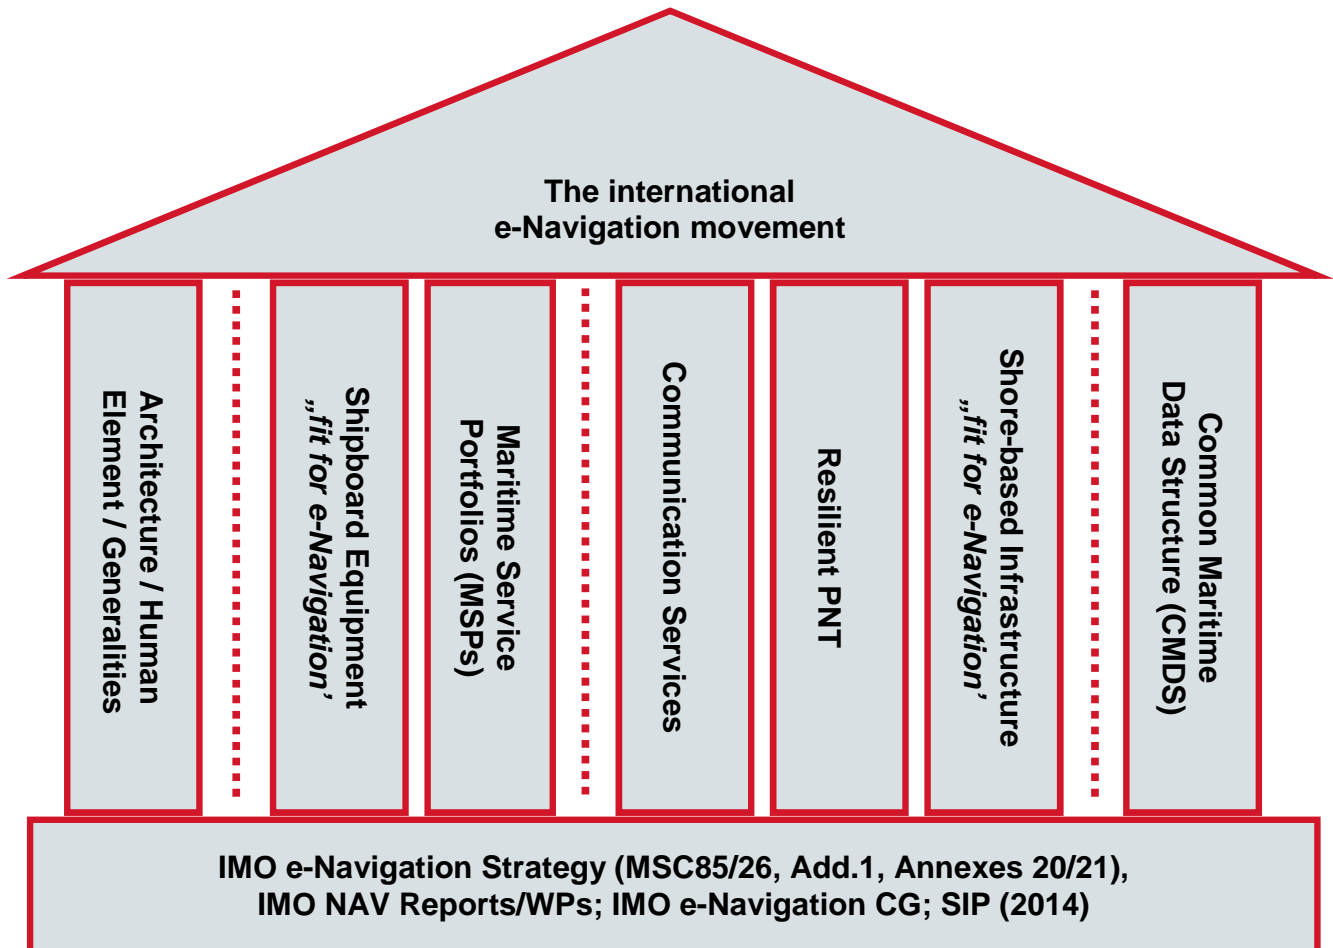 The international
e-Navigation movement
Architecture / Human
Element / Generalities
Shipboard Equipment
„fit for e-Navigation’
Maritime Service
Portfolios (MSPs)
Communication Services
Resilient PNT
Shore-based Infrastructure
„fit for e-Navigation’
Common Maritime
Data Structure (CMDS)
IMO e-Navigation Strategy (MSC85/26, Add.1, Annexes 20/21),
IMO NAV Reports/WPs; IMO e-Navigation CG; SIP (2014)